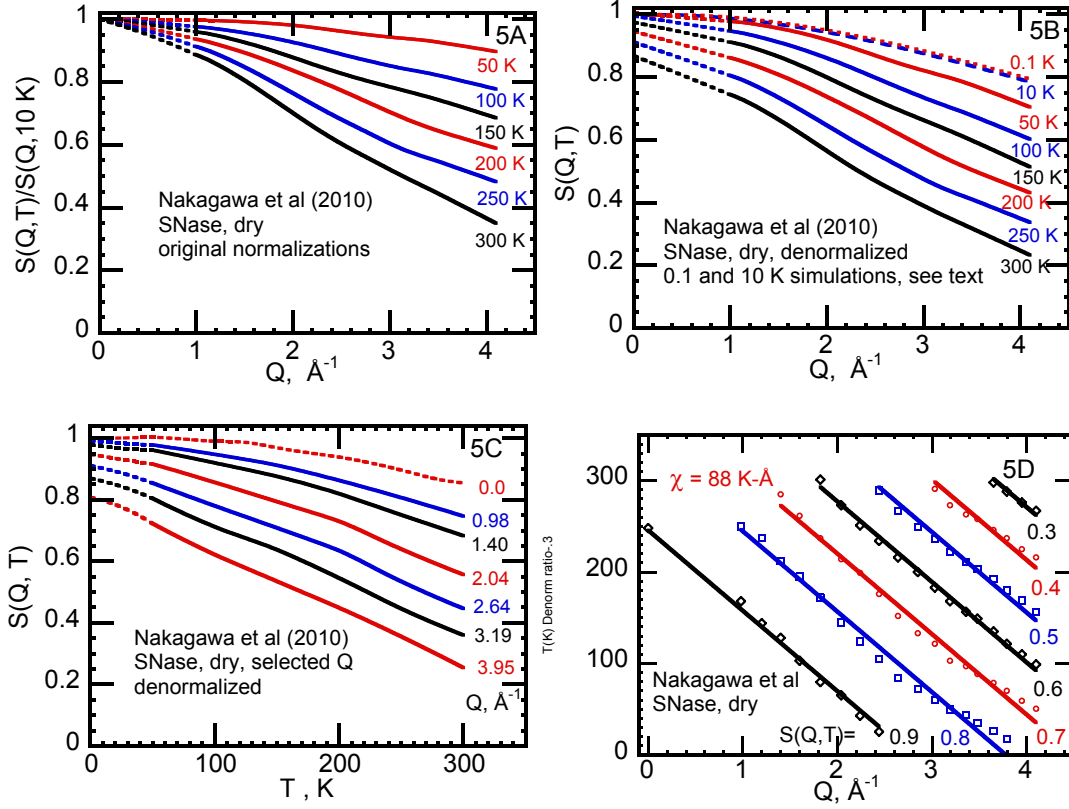 5A
S(Q,T)/S(Q,10 K)
1
0.8
0.6
0.4
0.2
0
50 K
100 K
150 K
200 K
250 K
300 K
Nakagawa et al (2010)
SNase, dry
original normalizations
0 1 2 3 4
Q, Å-1
5B
S(Q,T)
1
0.8
0.6
0.4
0.2
0
0.1 K
10 K
50 K
100 K
150 K
200 K
250 K
300 K
Nakagawa et al (2010)
SNase, dry, denormalized
0.1 and 10 K simulations, see text
0 1 2 3 4
Q, Å-1
5C
S(Q, T)
1
0.8
0.6
0.4
0.2
0
0.0
0.98
1.40
2.04
2.64
3.19
3.95
Q, Å-1
Nakagawa et al (2010)
SNase, dry, selected Q
denormalized
0 100 200 300
T , K
5D
T(K) Denorm ratio-.3
300
200
100
0
χ = 88 K-Å
0.3
0.4
0.5
0.6
Nakagawa et al
SNase, dry
S(Q,T)= 0.9 0.8 0.7
0 1 2 3 4
Q, Å-1